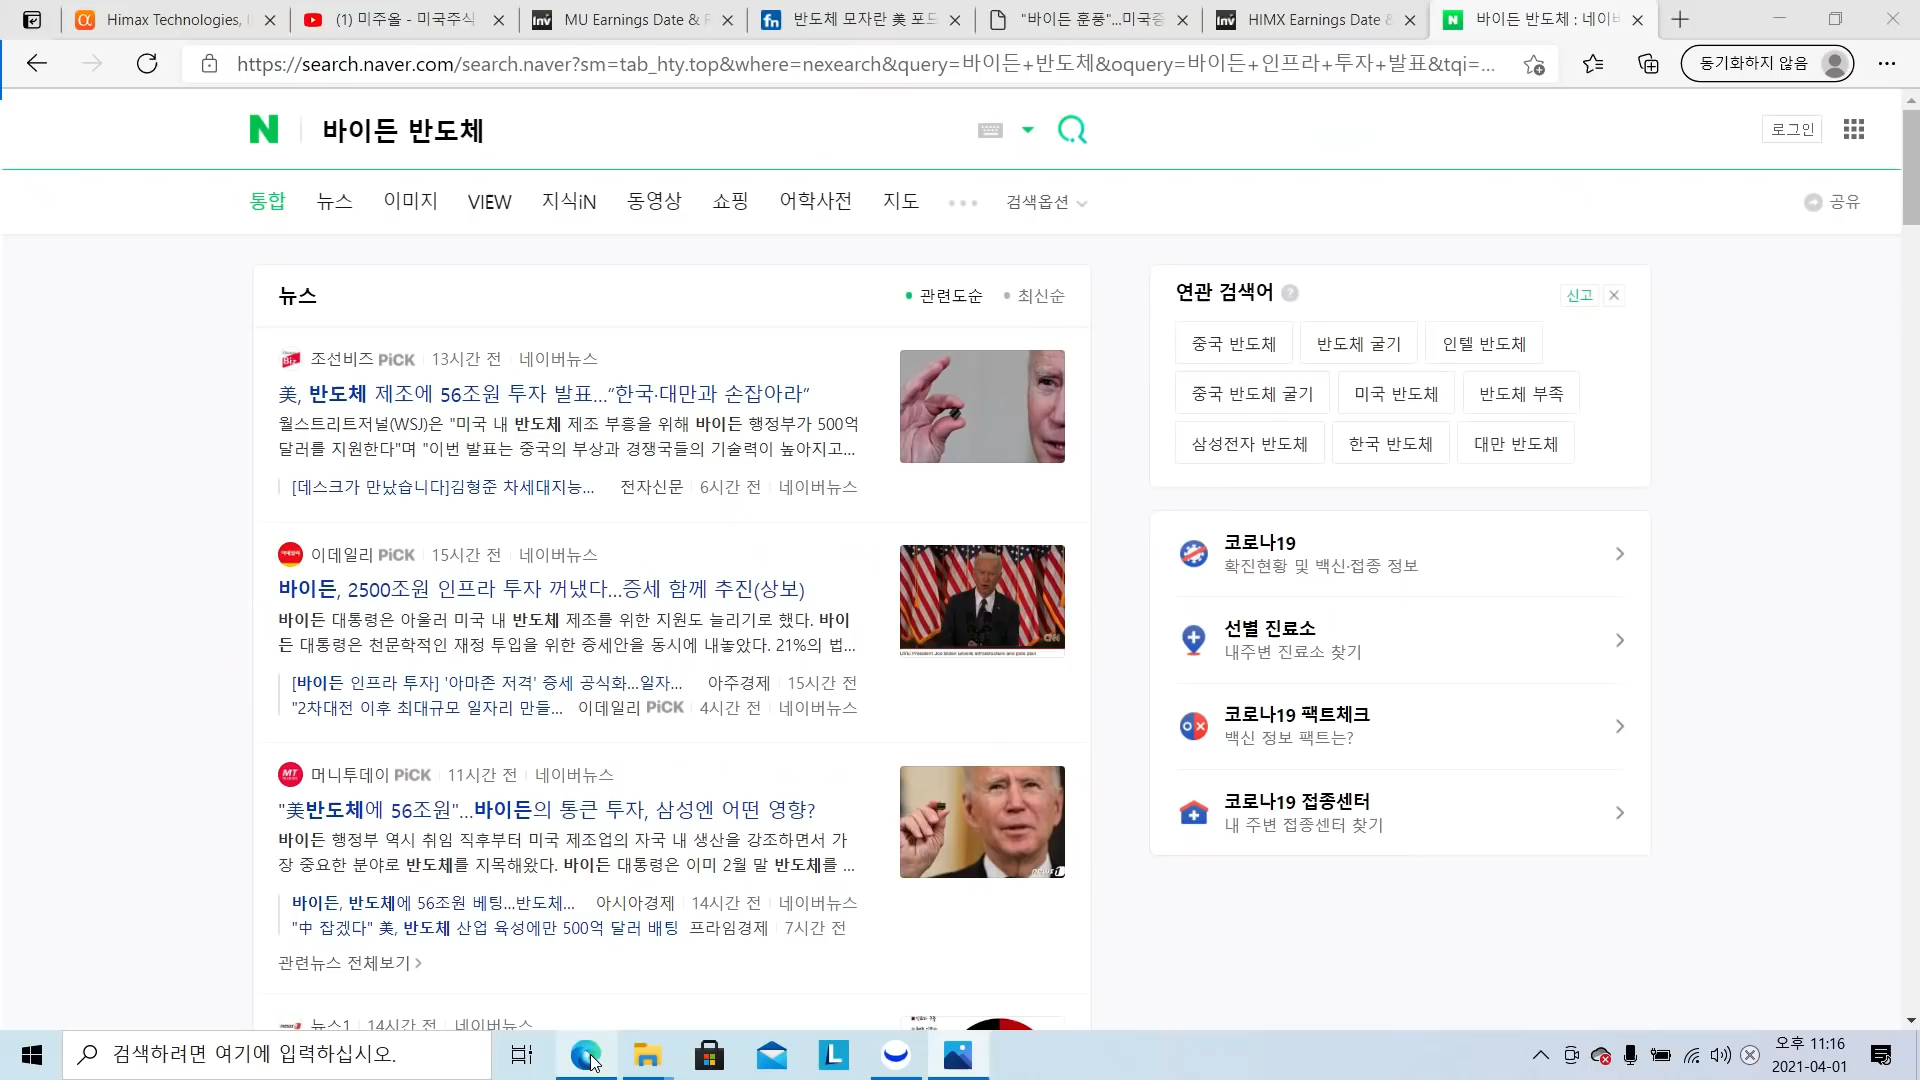 Himax Technologies,
(1) 미주올 - 미국주식
MU Earnings Date &
반도체 모자란 美 포드
"바이든 훈풍"...미국증
HIMX Earnings Date &
바이든 반도체 : 네이버
https://search.naver.com/search.naver?sm=tab_hty.top&where=nexearch&query=바이든+반도체&oquery=바이든+인프라+투자+발표&tqi=...
동기화하지 않음
N 바이든 반도체
로그인
통합 뉴스 이미지 VIEW 지식iN 동영상 쇼핑 어학사전 지도 검색옵션
공유
뉴스
관련도순 최신순
조선비즈 PiCK 13시간 전 네이버뉴스
美, 반도체 제조에 56조원 투자 발표…“한국·대만과 손잡아라”
월스트리트저널(WSJ)은 "미국 내 반도체 제조 부흥을 위해 바이든 행정부가 500억
달러를 지원한다"며 "이번 발표는 중국의 부상과 경쟁국들의 기술력이 높아지고...
[데스크가 만났습니다]김형준 차세대지능... 전자신문 6시간 전 네이버뉴스
이데일리 PiCK 15시간 전 네이버뉴스
바이든, 2500조원 인프라 투자 꺼냈다…증세 함께 추진(상보)
바이든 대통령은 아울러 미국 내 반도체 제조를 위한 지원도 늘리기로 했다. 바이
든 대통령은 천문학적인 재정 투입을 위한 증세안을 동시에 내놓았다. 21%의 법...
[바이든 인프라 투자] '아마존 저격' 증세 공식화...일자... 아주경제 15시간 전
"2차대전 이후 최대규모 일자리 만들... 이데일리 PiCK 4시간 전 네이버뉴스
머니투데이 PiCK 11시간 전 네이버뉴스
"美반도체에 56조원"…바이든의 통큰 투자, 삼성엔 어떤 영향?
바이든 행정부 역시 취임 직후부터 미국 제조업의 자국 내 생산을 강조하면서 가
장 중요한 분야로 반도체를 지목해왔다. 바이든 대통령은 이미 2월 말 반도체를 ...
바이든, 반도체에 56조원 베팅...반도체... 아시아경제 14시간 전 네이버뉴스
"中 잡겠다" 美, 반도체 산업 육성에만 500억 달러 배팅 프라임경제 7시간 전
관련뉴스 전체보기
뉴스1 14시간 전 네이버뉴스
연관 검색어
신고
중국 반도체 반도체 굴기 인텔 반도체
중국 반도체 굴기 미국 반도체 반도체 부족
삼성전자 반도체 한국 반도체 대만 반도체
코로나19
확진현황 및 백신·접종 정보
선별 진료소
내주변 진료소 찾기
코로나19 팩트체크
백신 정보 팩트는?
코로나19 접종센터
내 주변 접종센터 찾기
검색하려면 여기에 입력하십시오.
오후 11:16
2021-04-01